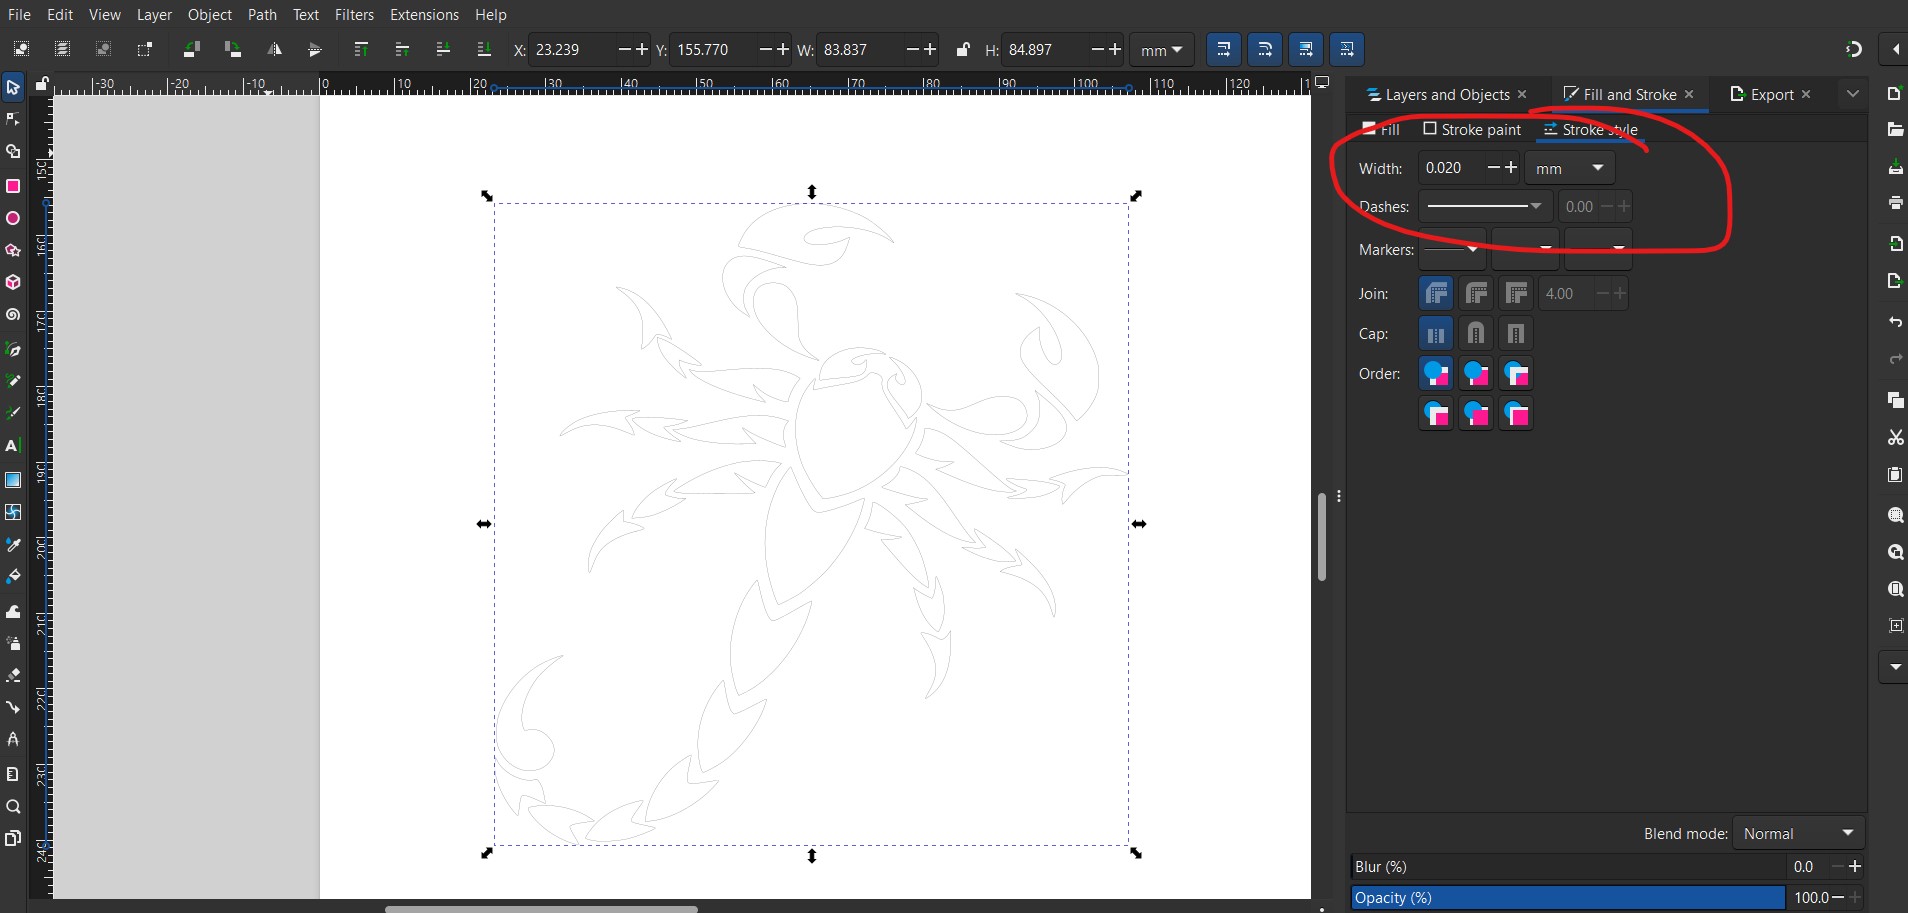 File Edit View Layer Object Path Text Filters Extensions Help
X: 23.239 Y: 155.770 W: 83.837 H: 84.897 mm
-30 -20 -10 0 10 20 30 40 50 60 70 80 90 100 110 120
Layers and Objects Fill and Stroke Export
Fill Stroke paint Stroke style
Width: 0.020 mm
Dashes: 0.00
Markers:
Join: 4.00
Cap:
Order:
150
160
170
180
190
200
210
220
230
240
A
Blend mode: Normal
Blur (%) 0.0
Opacity (%) 100.0